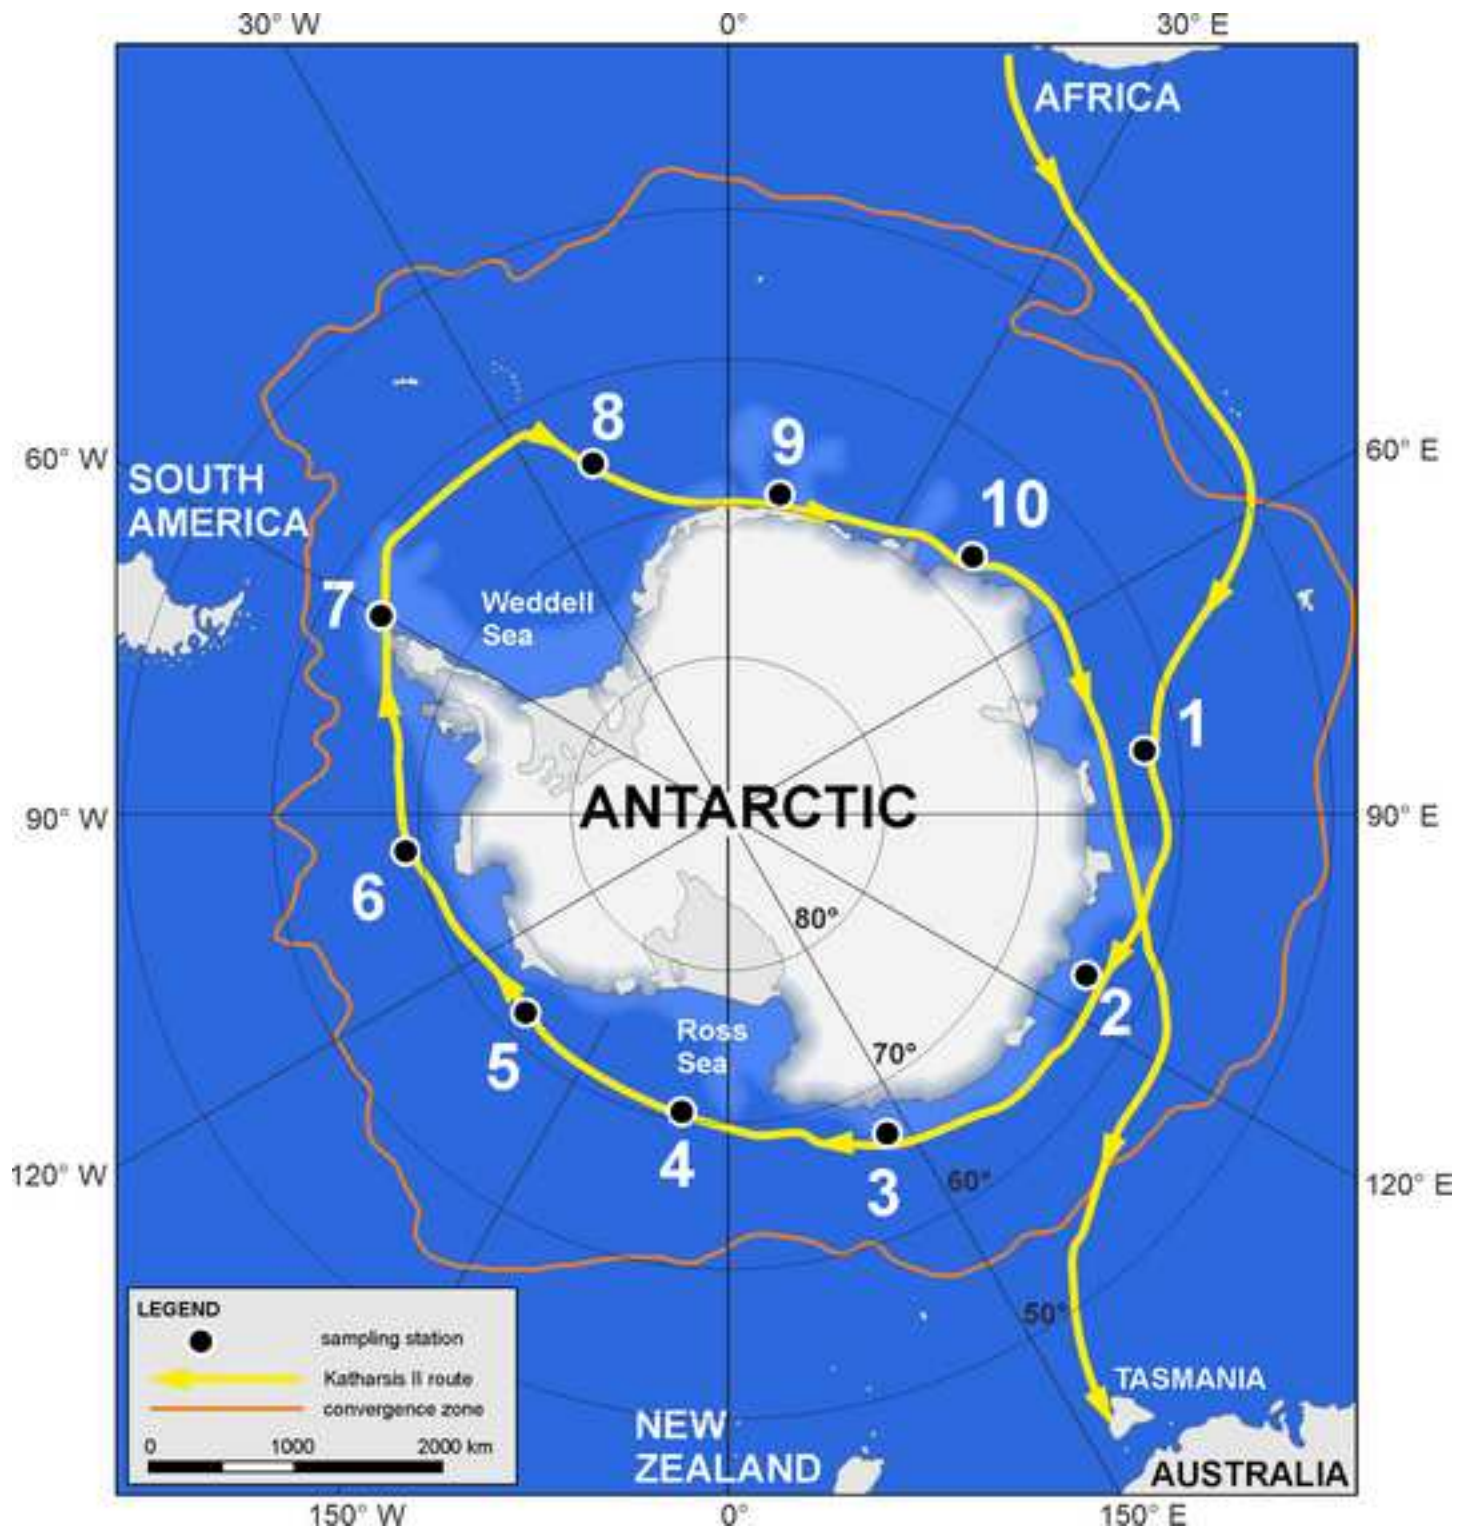 30° W
0°
30° E
AFRICA
8
9
10
60° W
60° E
SOUTH
AMERICA
7
Weddell
Sea
1
ANTARCTIC
90° W
90° E
6
80°
2
Ross
Sea
70°
5
4
3
60°
120° W
120° E
LEGEND
sampling station
Katharsis II route
convergence zone
0 1000 2000 km
50°
TASMANIA
NEW
ZEALAND
AUSTRALIA
150° W
0°
150° E